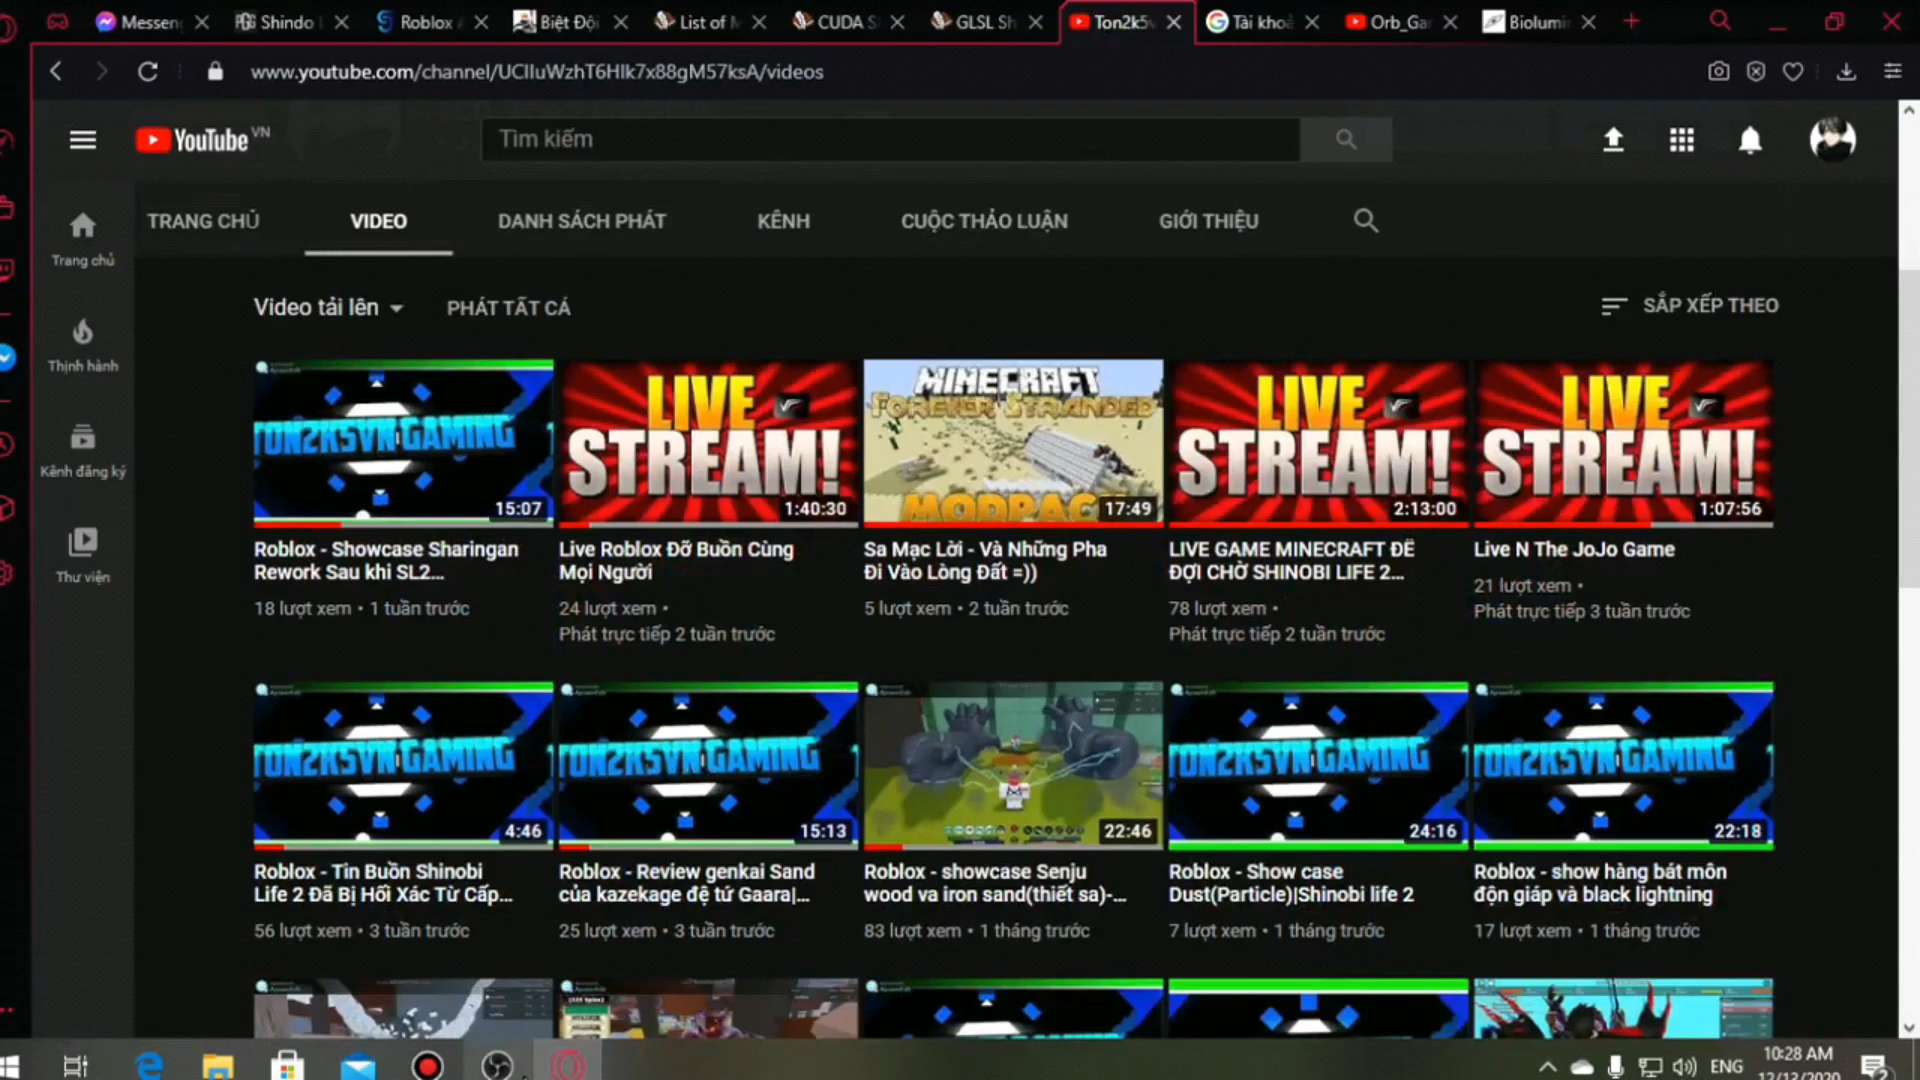 Messen
Shindo
Roblox
Biệt Đội
List of
CUDA S
GLSL Sh
Ton2k5
Tài khoả
Orb_Ga
Biolumi
www.youtube.com/channel/UCIIuWzhT6HIk7x88gM57ksA/videos
YouTube VN
Tìm kiếm
TRANG CHỦ
VIDEO
DANH SÁCH PHÁT
KÊNH
CUỘC THẢO LUẬN
GIỚI THIỆU
Trang chủ
Thịnh hành
Kênh đăng ký
Thư viện
Video tải lên
PHÁT TẤT CẢ
SẮP XẾP THEO
TON2K5VN GAMING
15:07
LIVE
STREAM!
1:40:30
MINECRAFT
FOREVER STRANDED
MODPAC
17:49
LIVE
STREAM!
2:13:00
LIVE
STREAM!
1:07:56
Roblox - Showcase Sharingan
Rework Sau khi SL2...
18 lượt xem • 1 tuần trước
Live Roblox Đỡ Buồn Cùng
Mọi Người
24 lượt xem •
Phát trực tiếp 2 tuần trước
Sa Mạc Lời - Và Những Pha
Đi Vào Lòng Đất =))
5 lượt xem • 2 tuần trước
LIVE GAME MINECRAFT ĐỂ
ĐỢI CHỜ SHINOBI LIFE 2...
78 lượt xem •
Phát trực tiếp 2 tuần trước
Live N The JoJo Game
21 lượt xem •
Phát trực tiếp 3 tuần trước
TON2K5VN GAMING
4:46
TON2K5VN GAMING
15:13
22:46
TON2K5VN GAMING
24:16
TON2K5VN GAMING
22:18
Roblox - Tin Buồn Shinobi
Life 2 Đã Bị Hối Xác Từ Cấp...
56 lượt xem • 3 tuần trước
Roblox - Review genkai Sand
của kazekage đệ tứ Gaara|...
25 lượt xem • 3 tuần trước
Roblox - showcase Senju
wood va iron sand(thiết sa)-...
83 lượt xem • 1 tháng trước
Roblox - Show case
Dust(Particle)|Shinobi life 2
7 lượt xem • 1 tháng trước
Roblox - show hàng bát môn
độn giáp và black lightning
17 lượt xem • 1 tháng trước
ENG
10:28 AM
12/13/2020
2